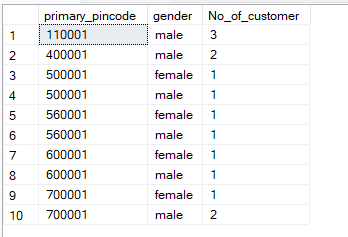 primary_pincode gender No_of_customer
1 110001 male 3
2 400001 male 2
3 500001 female 1
4 500001 male 1
5 560001 female 1
6 560001 male 1
7 600001 female 1
8 600001 male 1
9 700001 female 1
10 700001 male 2